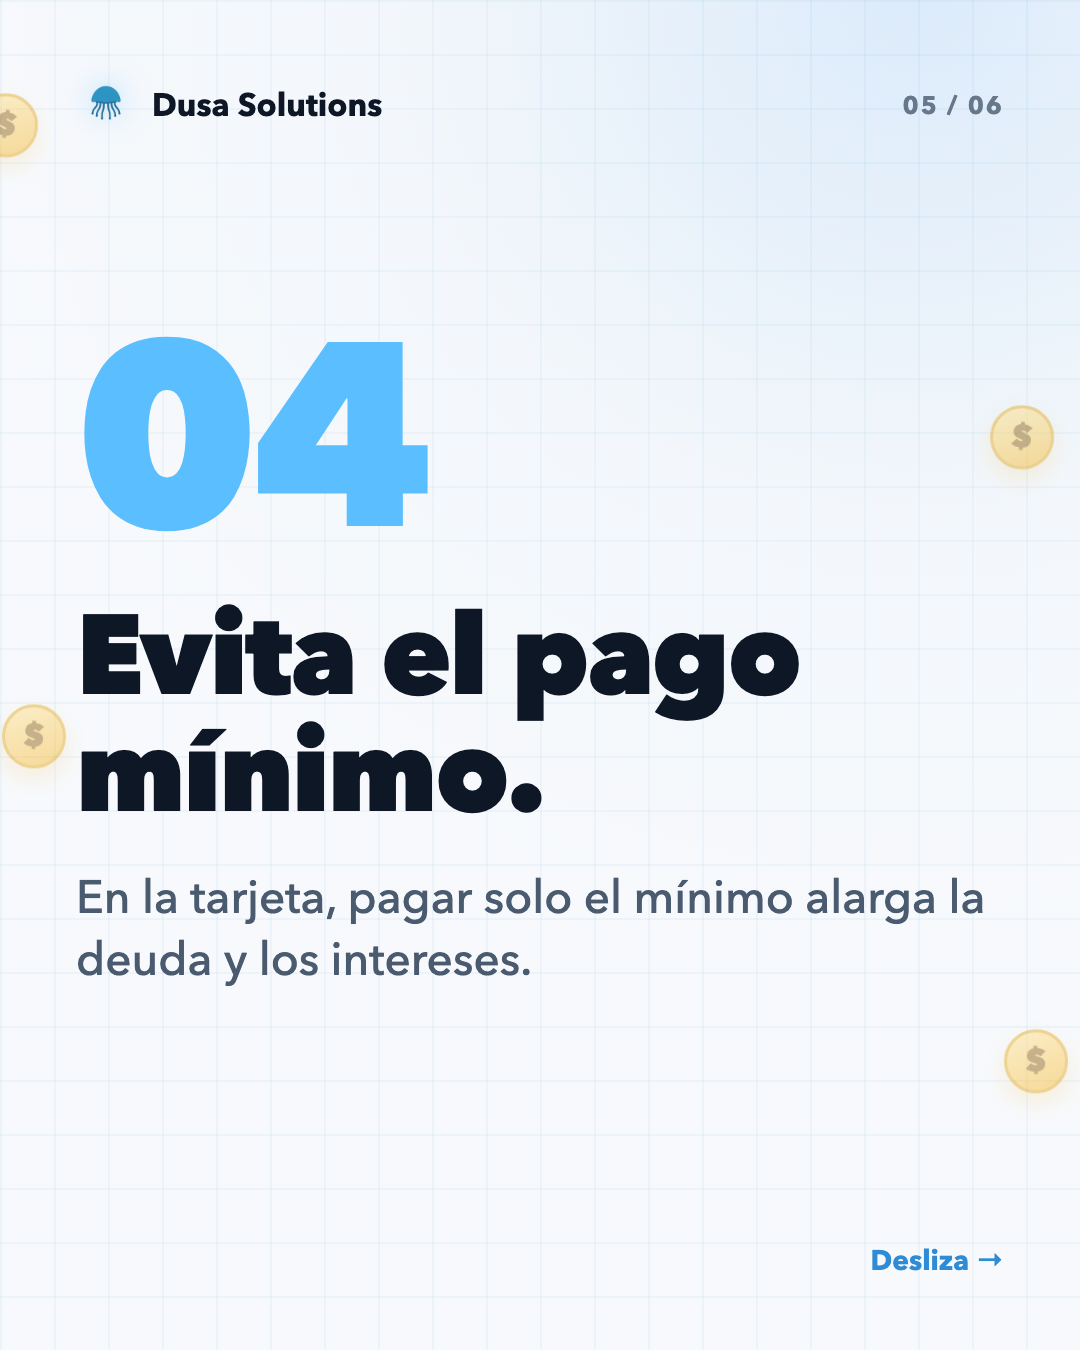 Dusa Solutions
05 / 06
$
$
04
Evita el pago
mínimo.
$
En la tarjeta, pagar solo el mínimo alarga la
deuda y los intereses.
$
Desliza →